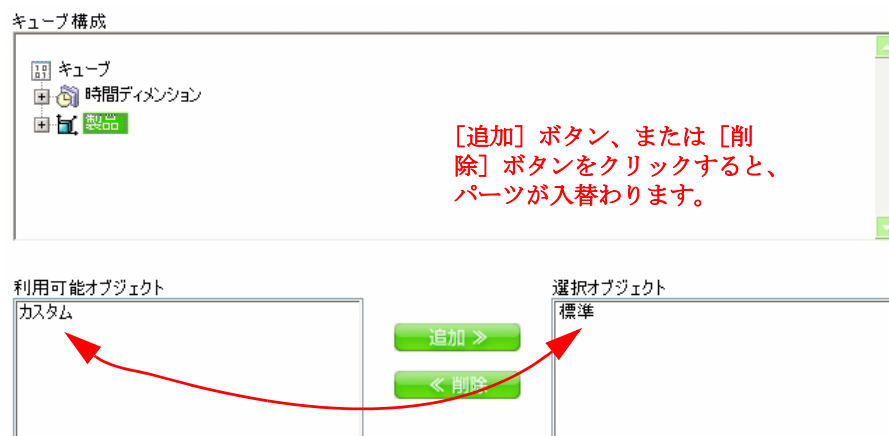 キューブ構成
キューブ
時間ディメンション
製品
［追加］ボタン、または［削
除］ボタンをクリックすると、
パーツが入替わります。
利用可能オブジェクト
カスタム
追加 ≫
≪ 削除
選択オブジェクト
標準